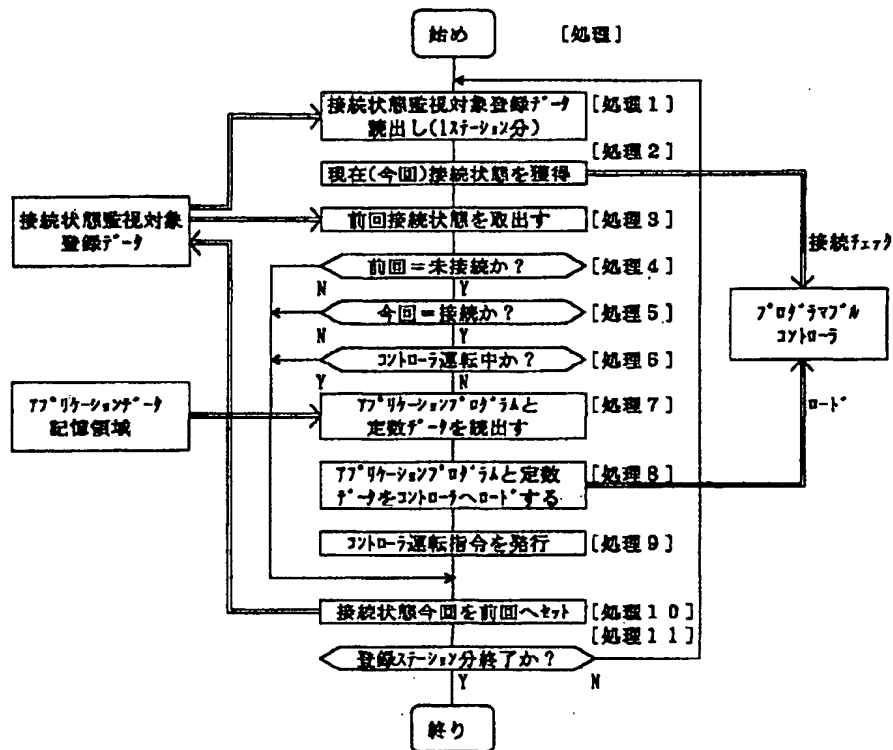 始め
[処理]
接続状態監視対象登録データ
読出し(1ステーション分)
[処理1]
[処理2]
現在(今回)接続状態を獲得
接続状態監視対象
登録データ
前回接続状態を取出す
[処理3]
接続チェック
前回=未接続か?
[処理4]
N
Y
今回=接続か?
[処理5]
N
Y
プログラマブル
コントローラ
コントローラ運転中か?
[処理6]
Y
N
アプリケーションデータ
記憶領域
アプリケーションプログラムと
定数データを読出す
[処理7]
ロード
アプリケーションプログラムと定数
データをコントローラへロードする
[処理8]
コントローラ運転指令を発行
[処理9]
接続状態今回を前回へセット
[処理10]
[処理11]
登録ステーション分終了か?
Y
N
終り